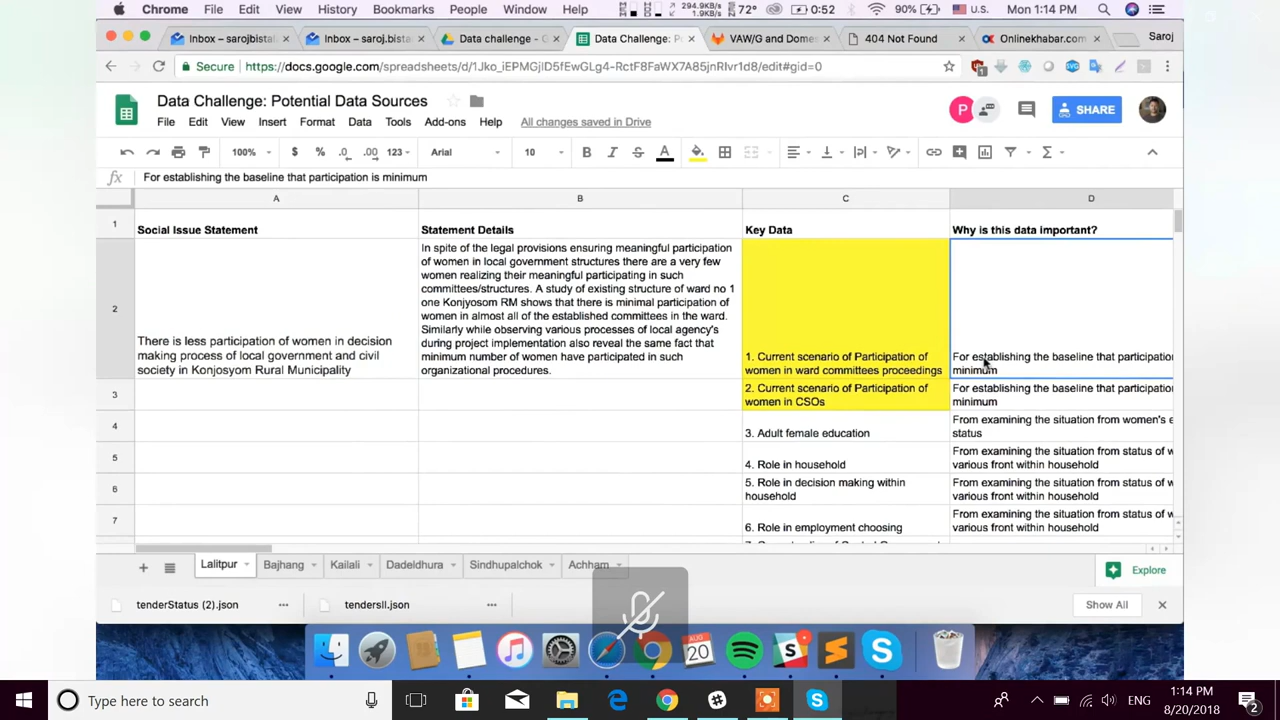 Chrome File Edit View History Bookmarks People Window Help 294.9KB/s 1.9KB/s 72° 0:52 90% U.S. Mon 1:14 PM
Inbox – sarojbista Inbox – saroj.bista Data challenge - G Data Challenge: P VAW/G and Dome 404 Not Found Onlinekhabar.com Saroj
Secure https://docs.google.com/spreadsheets/d/1Jko_iEPMGjlD5fEwGLg4-RctF8FaWX7A85jnRIvr1d8/edit#gid=0
Data Challenge: Potential Data Sources
File Edit View Insert Format Data Tools Add-ons Help All changes saved in Drive
P SHARE
100% $ % .0 .00 123 Arial 10 B I S A
fx For establishing the baseline that participation is minimum
A B C D
1 Social Issue Statement Statement Details Key Data Why is this data important?
In spite of the legal provisions ensuring meaningful participation
of women in local government structures there are a very few
women realizing their meaningful participating in such
committees/structures. A study of existing structure of ward no 1
one Konjyosom RM shows that there is minimal participation of
women in almost all of the established committees in the ward.
Similarly while observing various processes of local agency's
during project implementation also reveal the same fact that
minimum number of women have participated in such
organizational procedures.
2
There is less participation of women in decision
making process of local government and civil
society in Konjosyom Rural Municipality
1. Current scenario of Participation of
women in ward committees proceedings
For establishing the baseline that participation
minimum
3
2. Current scenario of Participation of
women in CSOs
For establishing the baseline that participation
minimum
4
3. Adult female education
From examining the situation from women's e
status
5
4. Role in household
From examining the situation from status of w
various front within household
6
5. Role in decision making within
household
From examining the situation from status of w
various front within household
7
6. Role in employment choosing
From examining the situation from status of w
various front within household
Lalitpur Bajhang Kailali Dadeldhura Sindhupalchok Achham Explore
tenderStatus (2).json tendersII.json Show All
AUG
20
Type here to search ENG 1:14 PM
8/20/2018
2